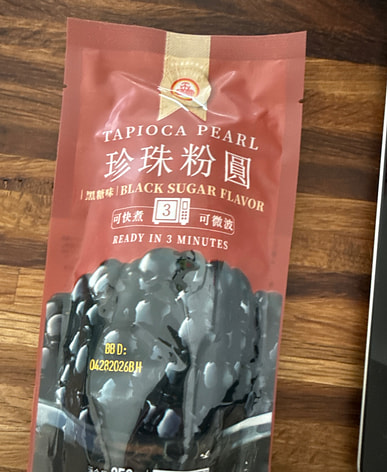 TAPIOCA PEARL
珍珠粉圓
黑糖味 BLACK SUGAR FLAVOR
可快煮 3 可微波
READY IN 3 MINUTES
BBD:
04282026BH